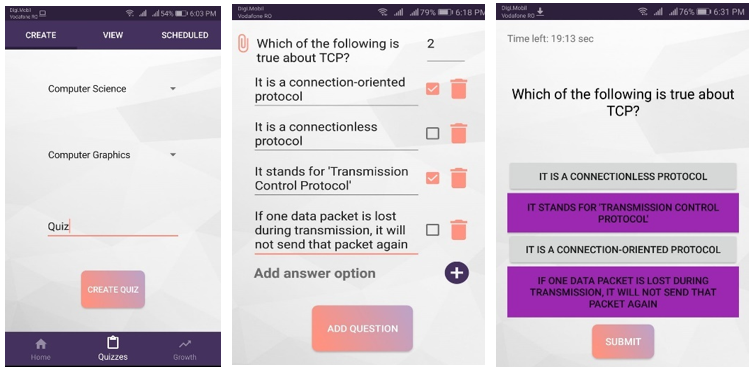 Digi.Mobil
Vodafone RO
54%
6:03 PM
CREATE
VIEW
SCHEDULED
Computer Science
Computer Graphics
Quiz
CREATE QUIZ
Home
Quizzes
Growth
Digi.Mobil
Vodafone RO
79%
6:18 PM
Which of the following is
true about TCP?
2
It is a connection-oriented
protocol
It is a connectionless
protocol
It stands for 'Transmission
Control Protocol'
If one data packet is lost
during transmission, it will
not send that packet again
Add answer option
ADD QUESTION
Digi.Mobil
Vodafone RO
76%
6:31 PM
Time left: 19:13 sec
Which of the following is true about
TCP?
IT IS A CONNECTIONLESS PROTOCOL
IT STANDS FOR 'TRANSMISSION CONTROL
PROTOCOL'
IT IS A CONNECTION-ORIENTED PROTOCOL
IF ONE DATA PACKET IS LOST DURING
TRANSMISSION, IT WILL NOT SEND THAT
PACKET AGAIN
SUBMIT